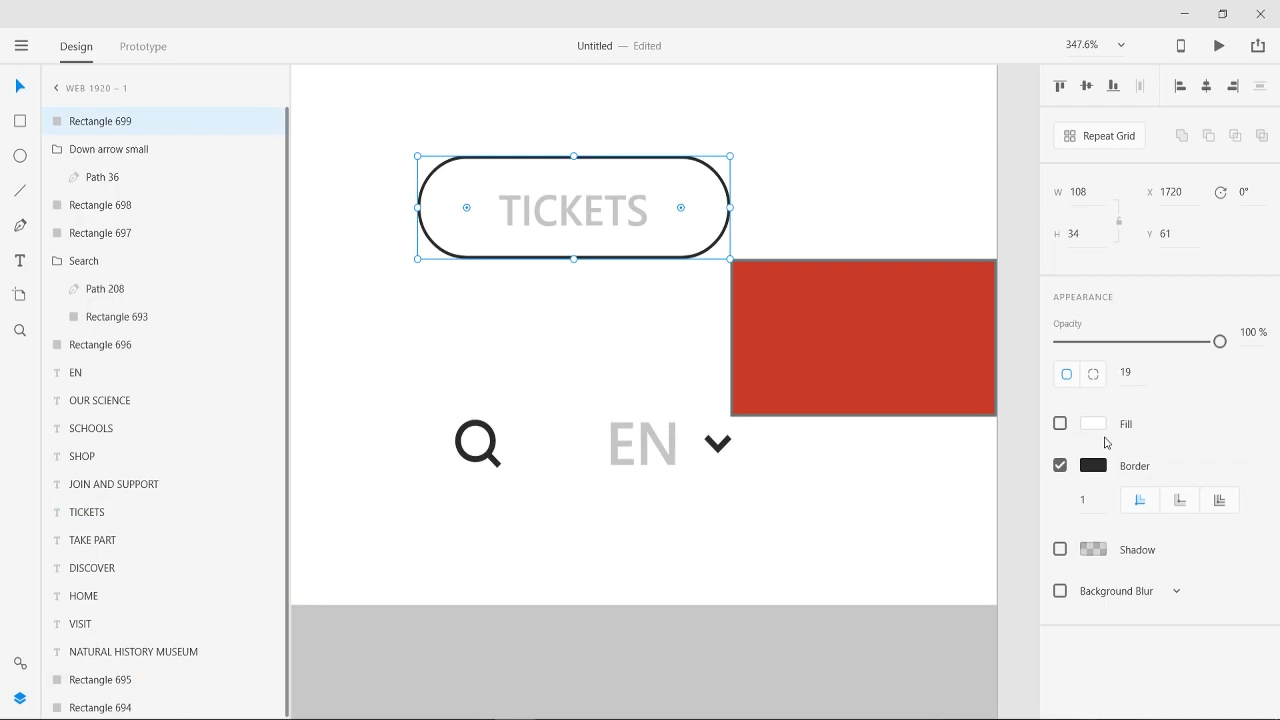 Design
Prototype
Untitled — Edited
347.6%
WEB 1920 – 1
Rectangle 699
Down arrow small
Path 36
Rectangle 698
Rectangle 697
Search
Path 208
Rectangle 693
Rectangle 696
EN
OUR SCIENCE
SCHOOLS
SHOP
JOIN AND SUPPORT
TICKETS
TAKE PART
DISCOVER
HOME
VISIT
NATURAL HISTORY MUSEUM
Rectangle 695
Rectangle 694
TICKETS
EN
Repeat Grid
W 108 X 1720 0°
H 34 Y 61
APPEARANCE
Opacity
100 %
19
Fill
Border
1
Shadow
Background Blur